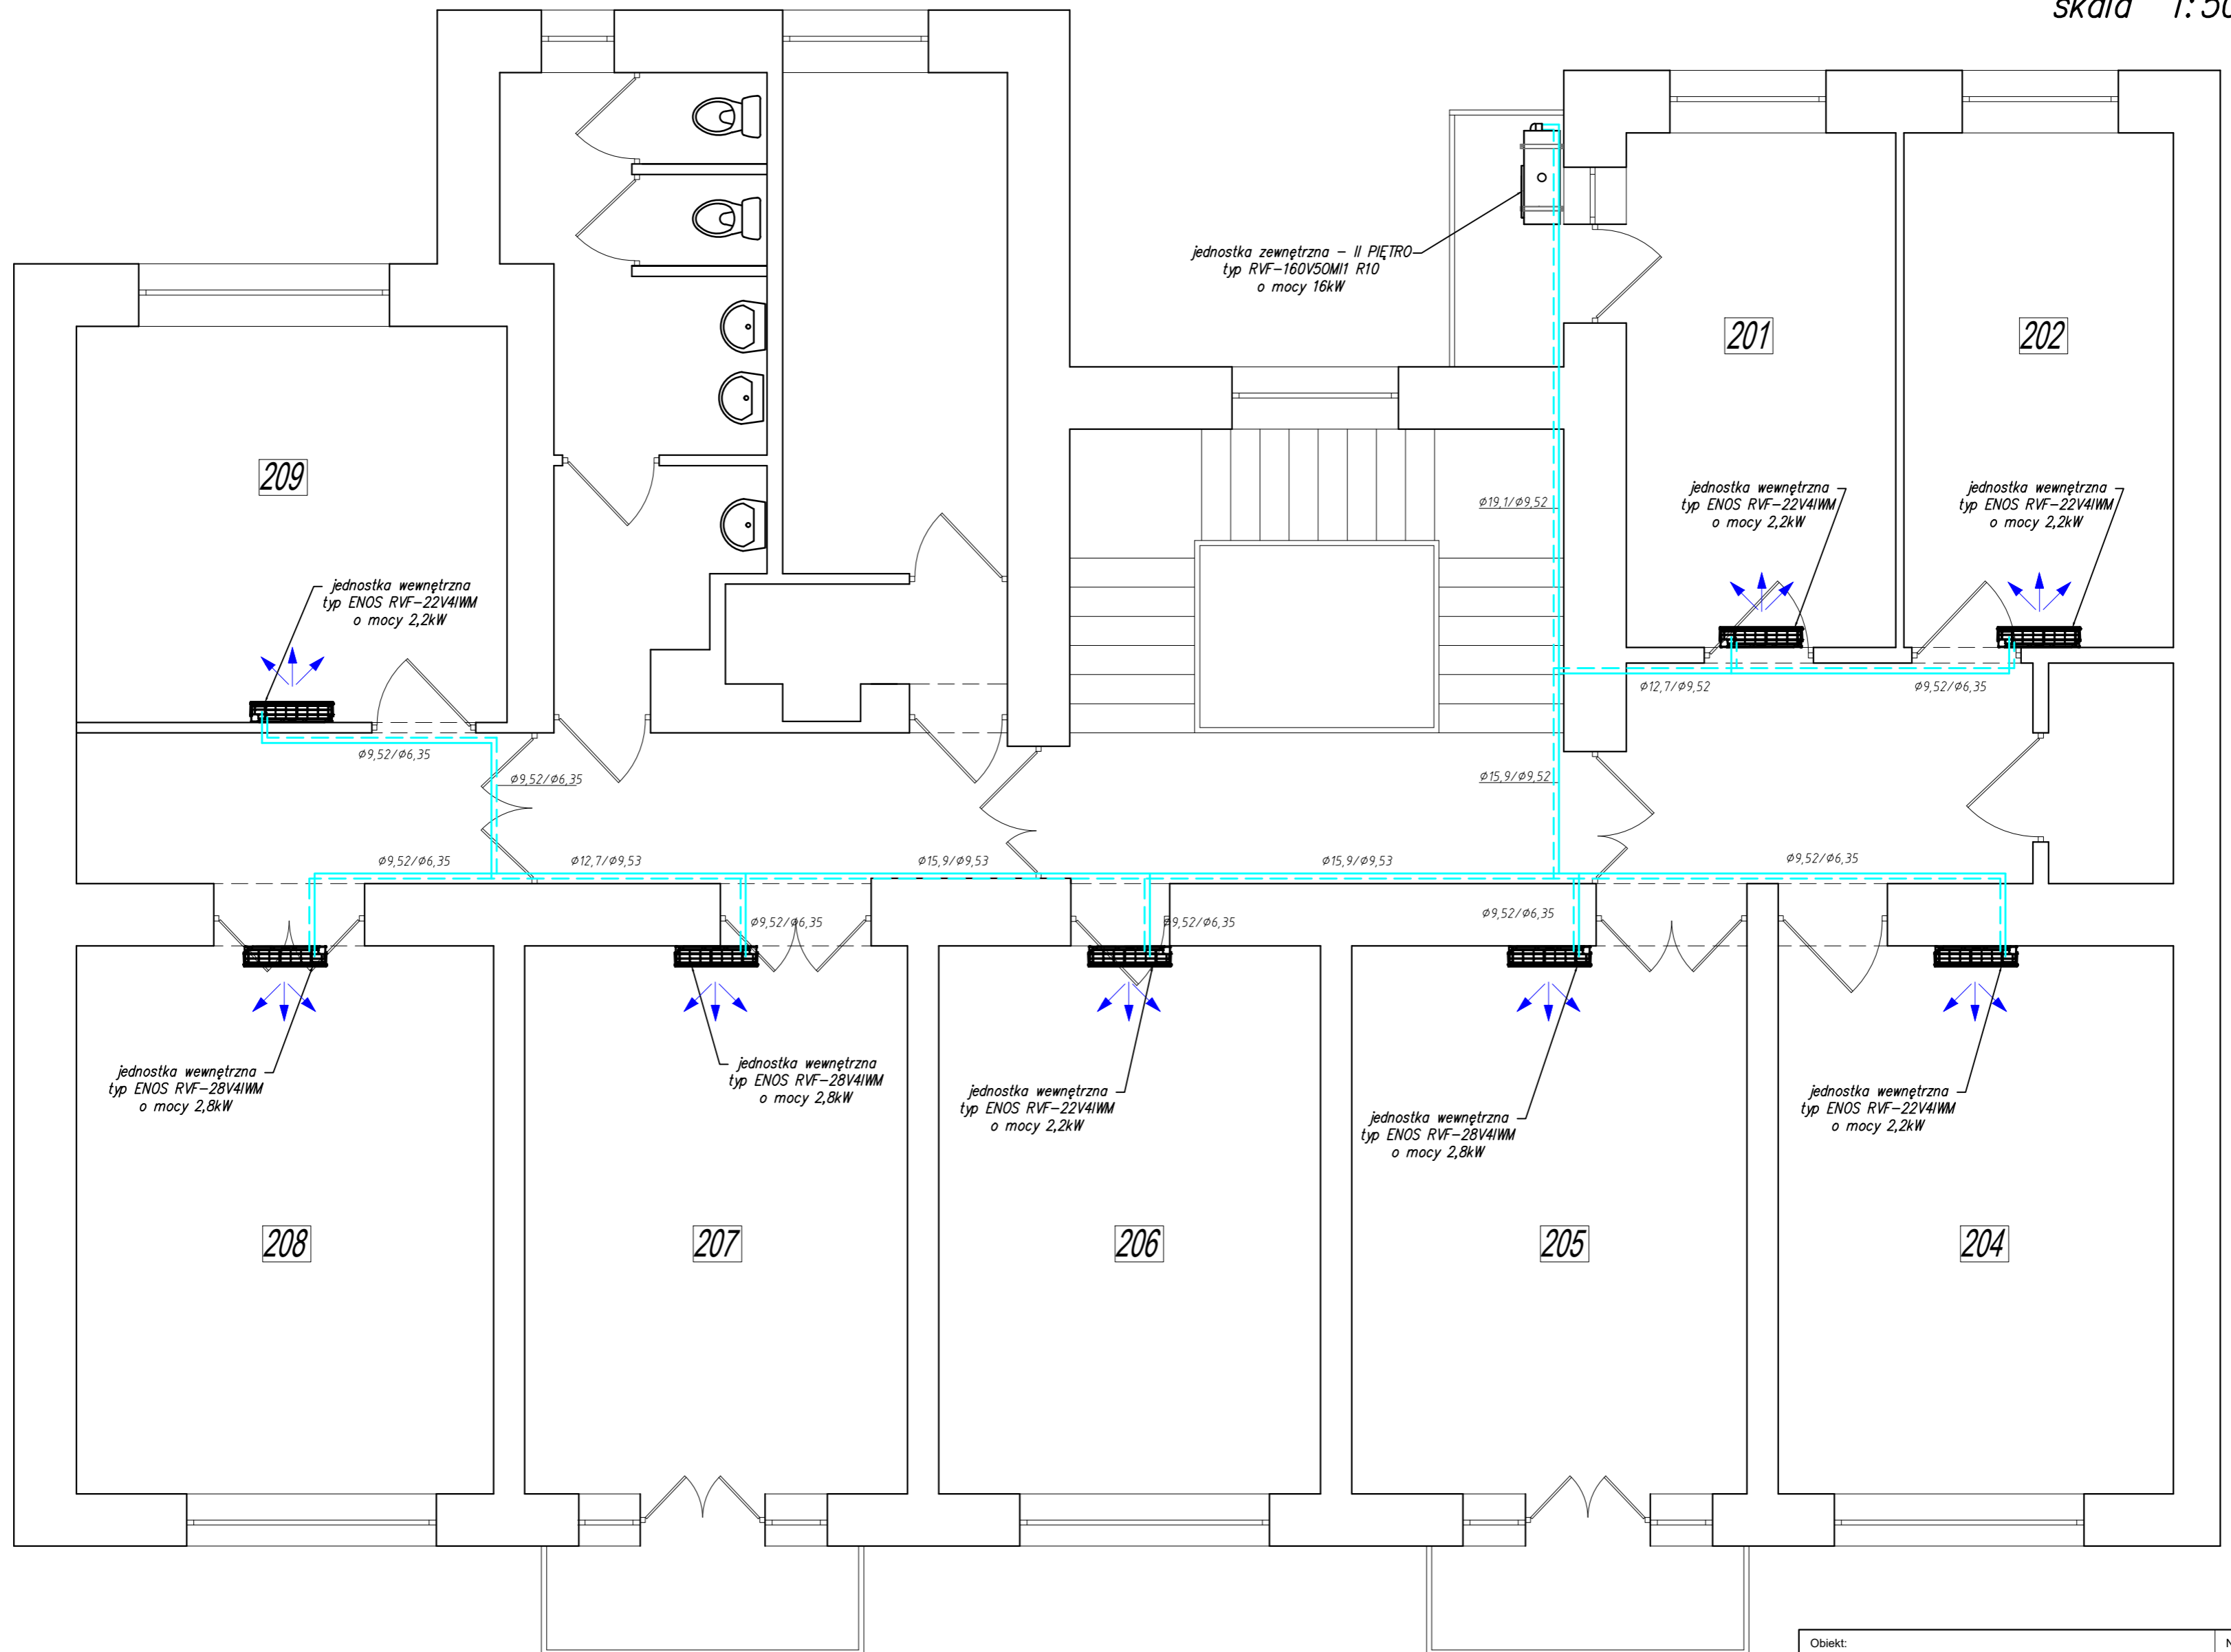 skala 1:50
jednostka zewnętrzna – II PIĘTRO
typ RVF-160V50MI1 R10
o mocy 16kW
201
202
209
jednostka wewnętrzna
typ ENOS RVF-22V4IWM
o mocy 2,2kW
jednostka wewnętrzna
typ ENOS RVF-22V4IWM
o mocy 2,2kW
Ø19,1/Ø9,52
jednostka wewnętrzna
typ ENOS RVF-22V4IWM
o mocy 2,2kW
Ø12,7/Ø9,52
Ø9,52/Ø6,35
Ø9,52/Ø6,35
Ø9,52/Ø6,35
Ø15,9/Ø9,52
Ø9,52/Ø6,35
Ø12,7/Ø9,53
Ø15,9/Ø9,53
Ø15,9/Ø9,53
Ø9,52/Ø6,35
Ø9,52/Ø6,35
Ø9,52/Ø6,35
Ø9,52/Ø6,35
jednostka wewnętrzna
typ ENOS RVF-28V4IWM
o mocy 2,8kW
jednostka wewnętrzna
typ ENOS RVF-28V4IWM
o mocy 2,8kW
jednostka wewnętrzna
typ ENOS RVF-22V4IWM
o mocy 2,2kW
jednostka wewnętrzna
typ ENOS RVF-28V4IWM
o mocy 2,8kW
jednostka wewnętrzna
typ ENOS RVF-22V4IWM
o mocy 2,2kW
208
207
206
205
204
Obiekt: